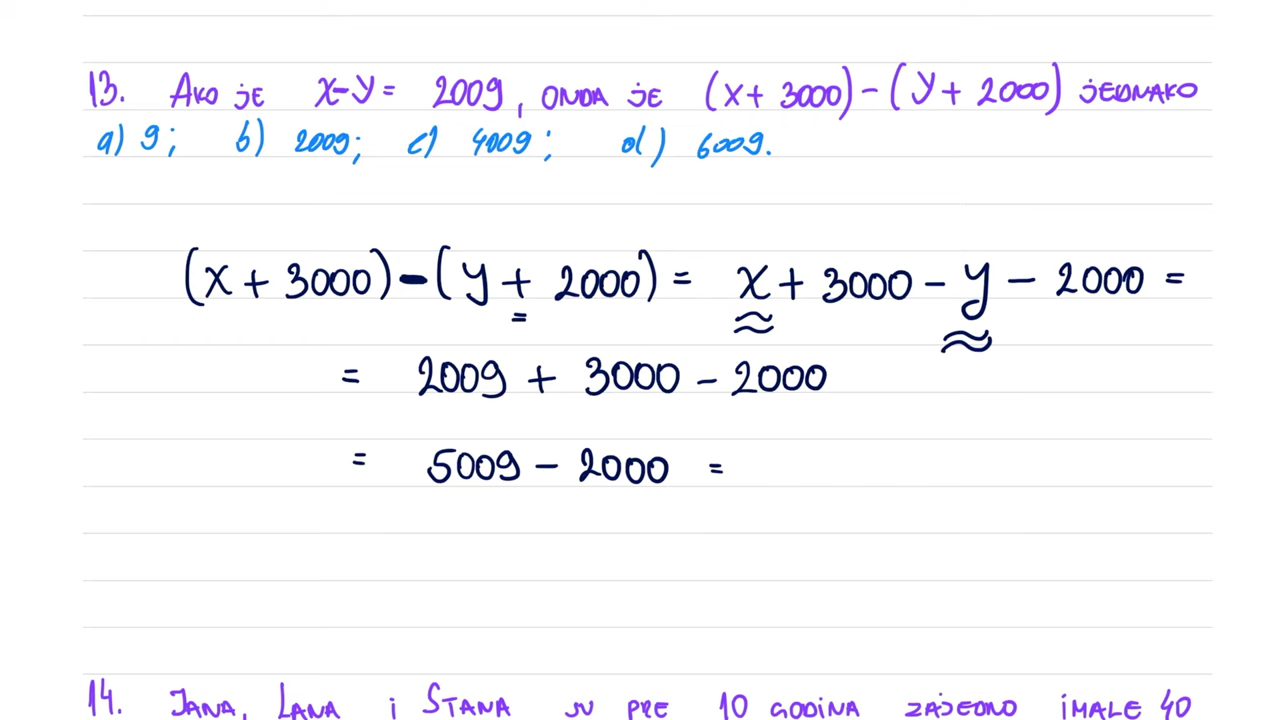 13. Ako je x-y= 2009, onda je (x+ 3000)-(y+ 2000) jednako
a) 9; b) 2009; c) 4009; d) 6009.
(x + 3000)-(y + 2000) = x + 3000 - y - 2000 =
= 2009 + 3000 - 2000
= 5009 - 2000 =
14. Jana, Lana i Stana su pre 10 godina zajedno imale 40